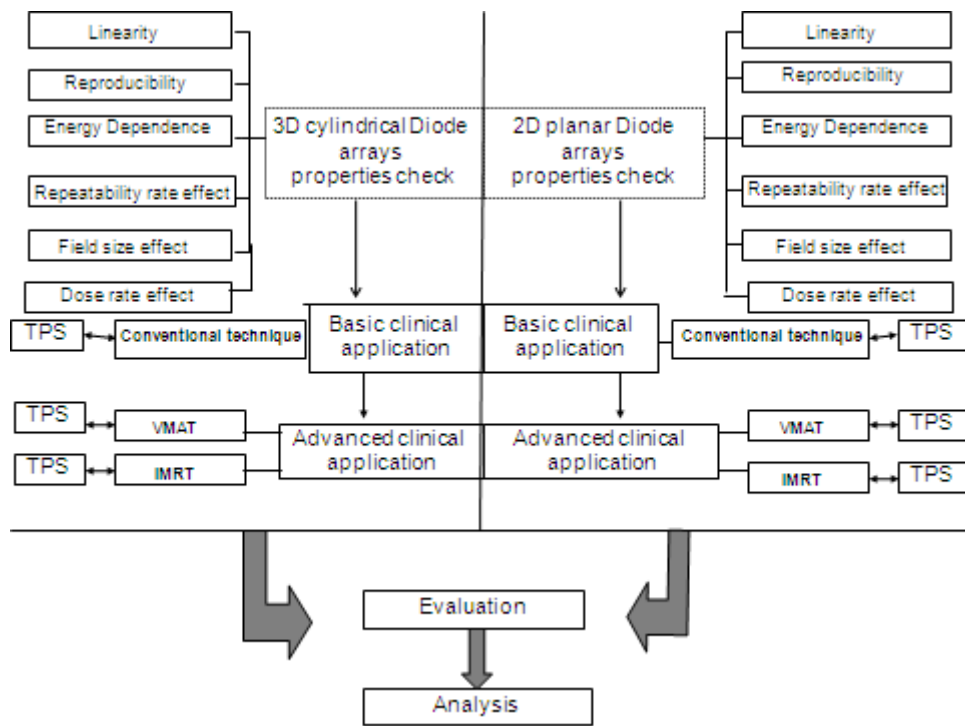 Linearity
Reproducibility
Energy Dependence
Repeatability rate effect
Field size effect
Dose rate effect
3D cylindrical Diode
arrays
properties check
2D planar Diode
arrays
properties check
Linearity
Reproducibility
Energy Dependence
Repeatability rate effect
Field size effect
Dose rate effect
TPS
Conventional technique
Basic clinical
application
Basic clinical
application
Conventional technique
TPS
TPS
VMAT
TPS
IMRT
Advanced clinical
application
Advanced clinical
application
VMAT
TPS
IMRT
TPS
Evaluation
Analysis